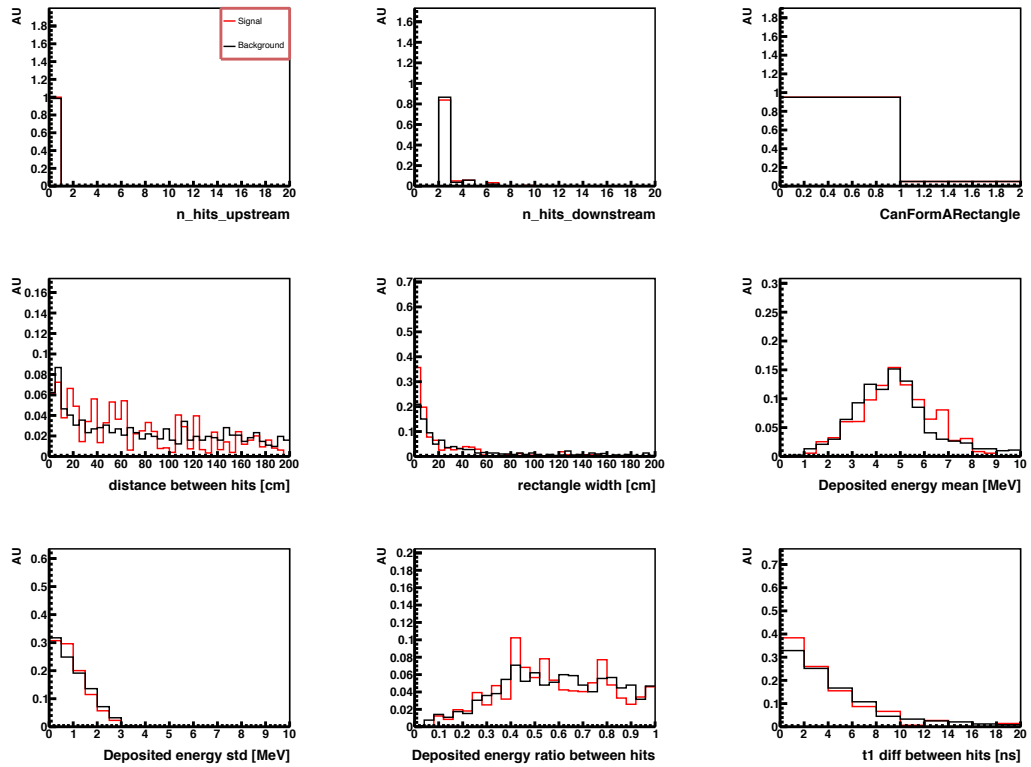 AU
2
1.8
1.6
1.4
1.2
1
0.8
0.6
0.4
0.2
0
Signal
Background
0 2 4 6 8 10 12 14 16 18 20
n_hits_upstream
AU
1.6
1.4
1.2
1
0.8
0.6
0.4
0.2
0
0 2 4 6 8 10 12 14 16 18 20
n_hits_downstream
AU
1.8
1.6
1.4
1.2
1
0.8
0.6
0.4
0.2
0
0 0.2 0.4 0.6 0.8 1 1.2 1.4 1.6 1.8 2
CanFormARectangle
AU
0.16
0.14
0.12
0.1
0.08
0.06
0.04
0.02
0
0 20 40 60 80 100 120 140 160 180 200
distance between hits [cm]
AU
0.7
0.6
0.5
0.4
0.3
0.2
0.1
0
0 20 40 60 80 100 120 140 160 180 200
rectangle width [cm]
AU
0.3
0.25
0.2
0.15
0.1
0.05
0
0 1 2 3 4 5 6 7 8 9 10
Deposited energy mean [MeV]
AU
0.6
0.5
0.4
0.3
0.2
0.1
0
0 1 2 3 4 5 6 7 8 9 10
Deposited energy std [MeV]
AU
0.2
0.18
0.16
0.14
0.12
0.1
0.08
0.06
0.04
0.02
0
0 0.1 0.2 0.3 0.4 0.5 0.6 0.7 0.8 0.9 1
Deposited energy ratio between hits
AU
0.7
0.6
0.5
0.4
0.3
0.2
0.1
0
0 2 4 6 8 10 12 14 16 18 20
t1 diff between hits [ns]